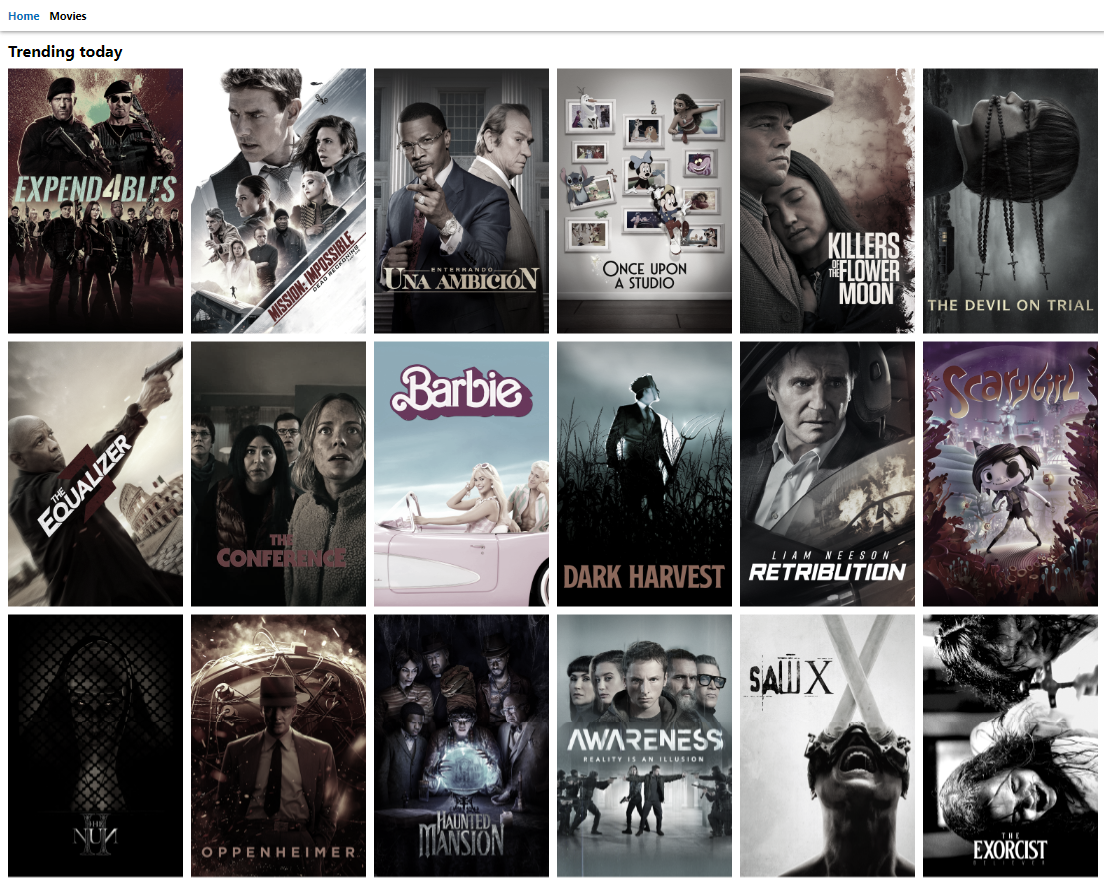 Home Movies
Trending today
EXPEND4BLES
MISSION: IMPOSSIBLE
DEAD RECKONING
ENTERRANDO
UNA AMBICIÓN
ONCE UPON
A STUDIO
KILLERS
OF THE FLOWER
MOON
THE DEVIL ON TRIAL
THE
EQUALIZER
THE
CONFERENCE
Barbie
DARK HARVEST
LIAM NEESON
RETRIBUTION
SCARYGIRL
THE
NUN
II
OPPENHEIMER
HAUNTED
MANSION
AWARENESS
REALITY IS AN ILLUSION
SAW X
THE
EXORCIST
BELIEVER